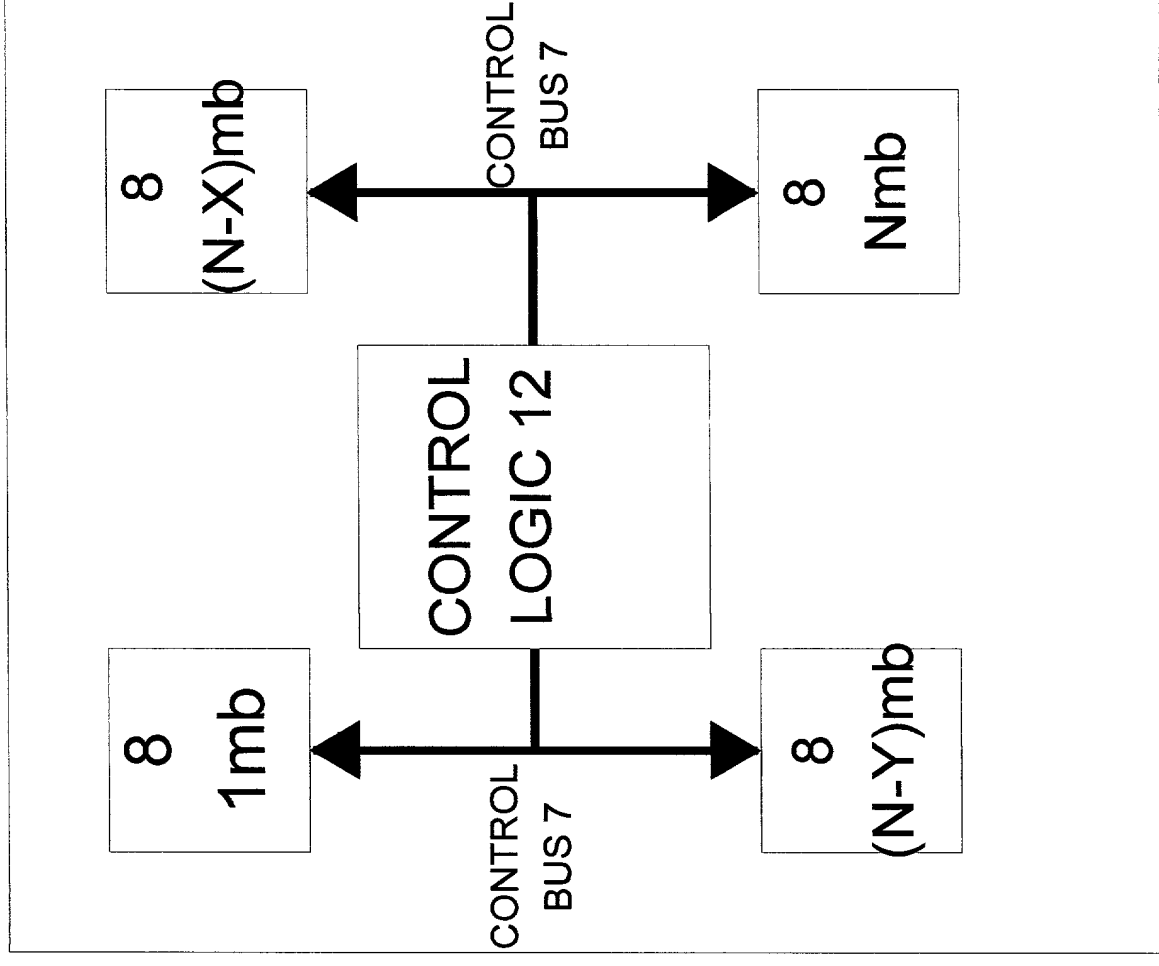 8
1mb
8
(N-X)mb
CONTROL
BUS 7
CONTROL
LOGIC 12
CONTROL
BUS 7
8
(N-Y)mb
8
Nmb